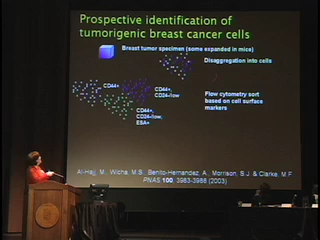 Prospective identification of
tumorigenic breast cancer cells
Breast tumor specimen (some expanded in mice)
Disaggregation into cells
CD44+
CD44+
CD24-/low
Flow cytometry sort
based on cell surface
markers
CD44+,
CD24-/low,
ESA+
Al-Hajj, M., Wicha, M.S., Benito-Hernandez, A., Morrison, S.J. & Clarke, M.F.
PNAS 100, 3983-3988 (2003)